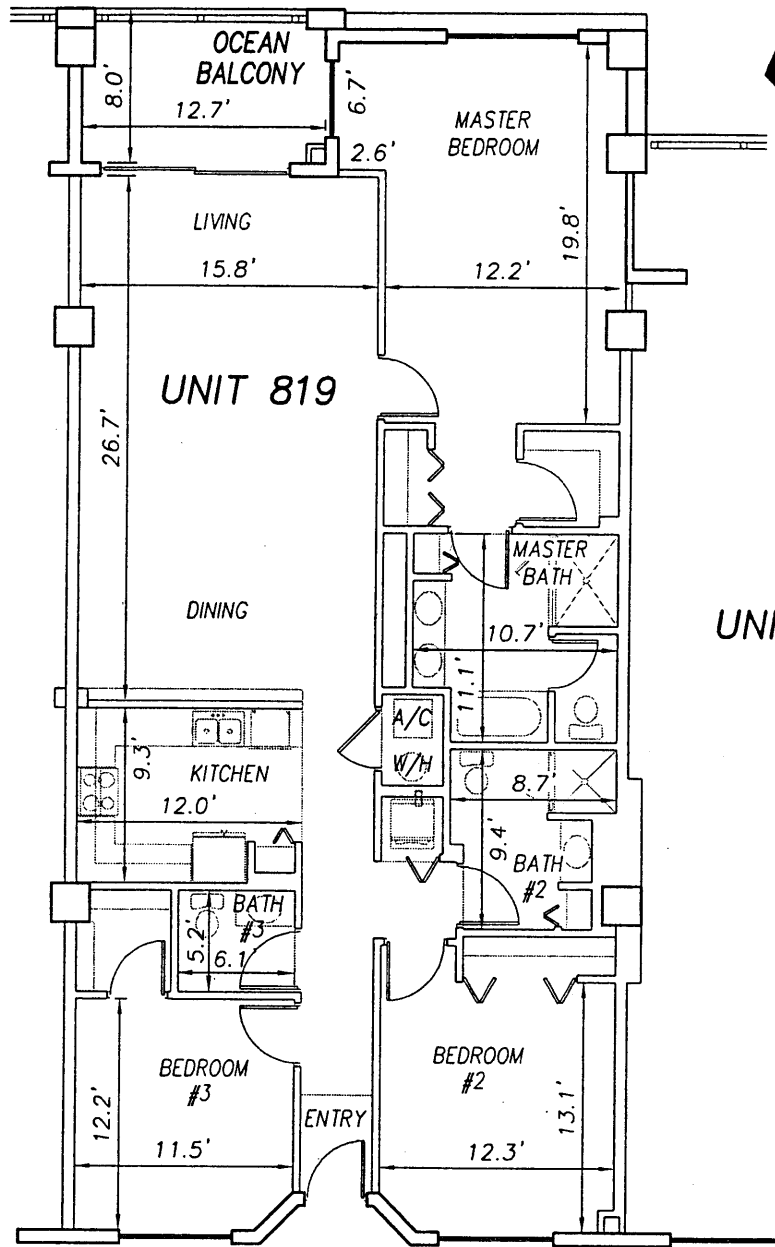 OCEAN
BALCONY
8.0'
12.7'
6.7'
2.6'
MASTER
BEDROOM
LIVING
15.8'
12.2'
19.8'
UNIT 819
26.7'
MASTER
BATH
DINING
10.7'
11.1'
UNI
A/C
W/H
9.3'
KITCHEN
12.0'
8.7'
9.4'
BATH
#2
BATH
#3
5.2'
6.1'
BEDROOM
#3
BEDROOM
#2
12.2'
13.1'
ENTRY
11.5'
12.3'